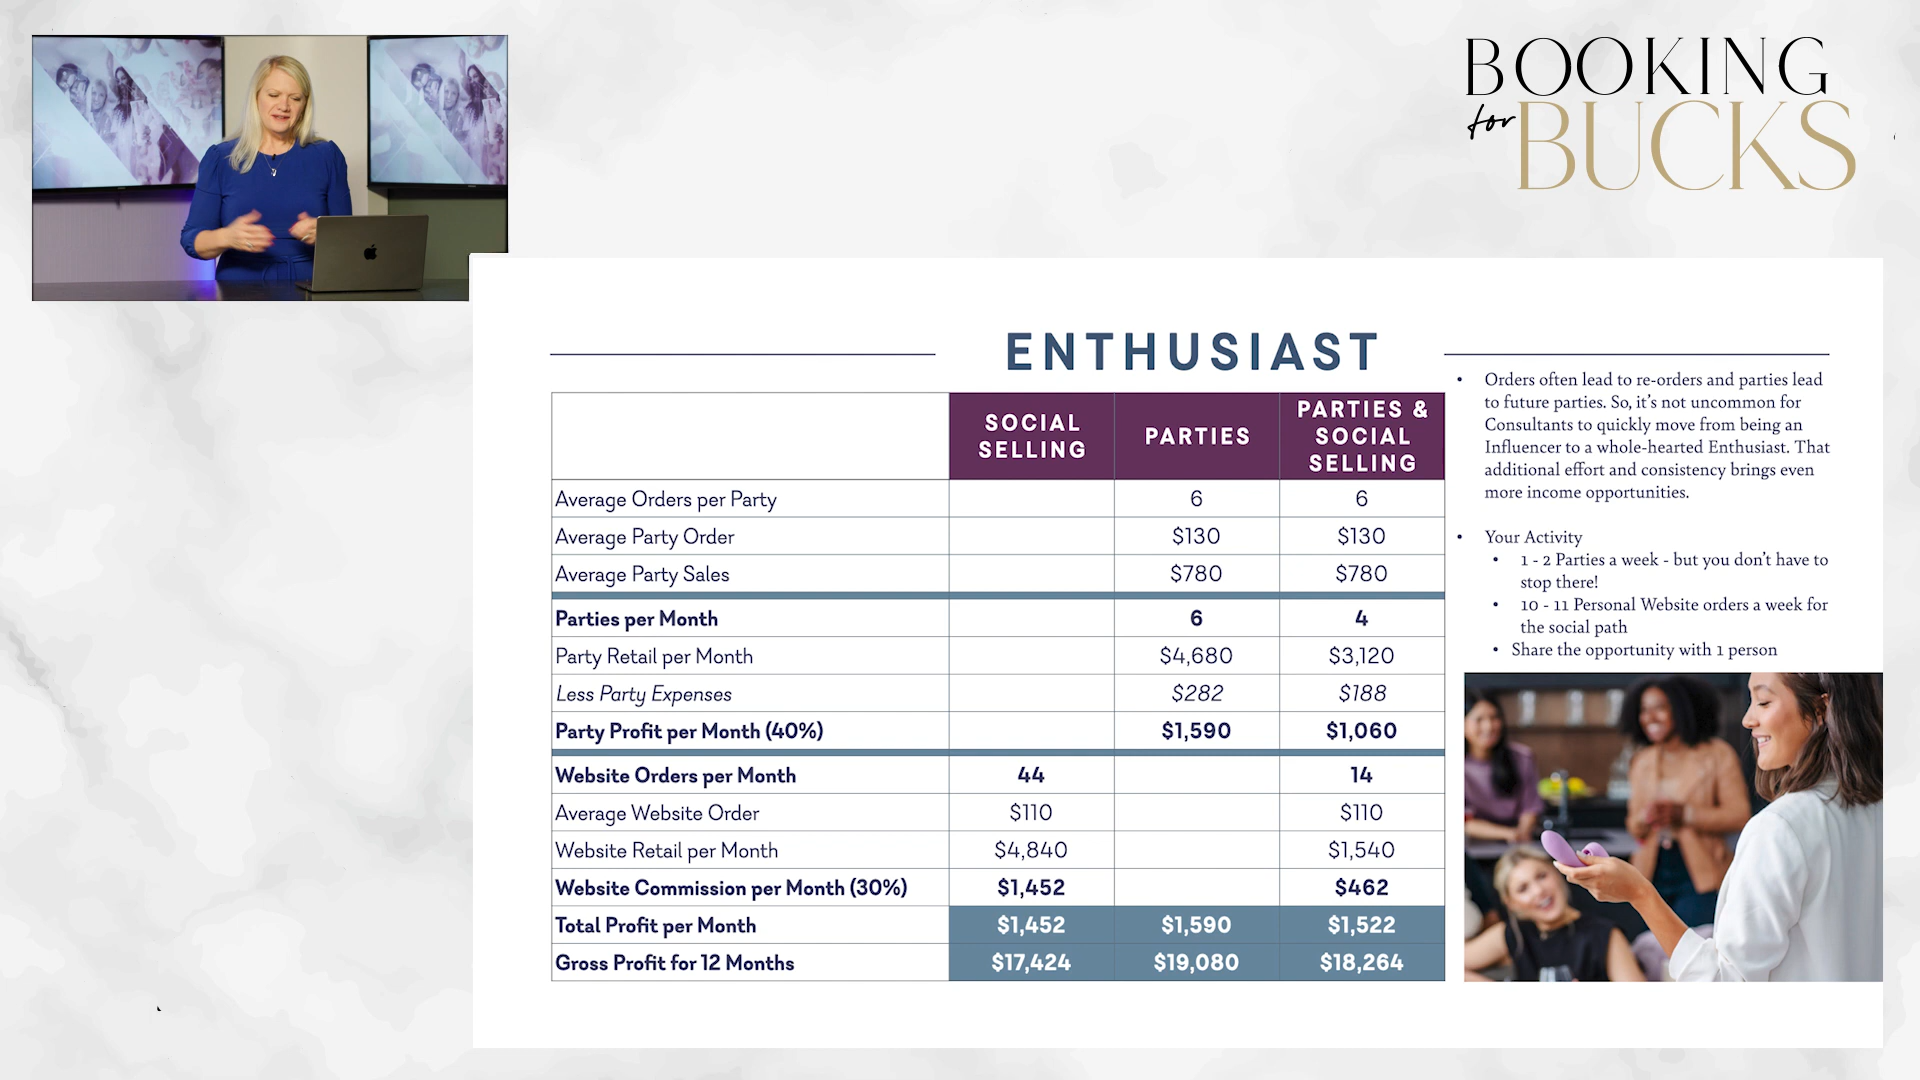 BOOKING
for BUCKS
ENTHUSIAST
SOCIAL SELLING PARTIES PARTIES & SOCIAL SELLING
Average Orders per Party 6 6
Average Party Order $130 $130
Average Party Sales $780 $780
Parties per Month 6 4
Party Retail per Month $4,680 $3,120
Less Party Expenses $282 $188
Party Profit per Month (40%) $1,590 $1,060
Website Orders per Month 44 14
Average Website Order $110 $110
Website Retail per Month $4,840 $1,540
Website Commission per Month (30%) $1,452 $462
Total Profit per Month $1,452 $1,590 $1,522
Gross Profit for 12 Months $17,424 $19,080 $18,264
• Orders often lead to re-orders and parties lead
to future parties. So, it's not uncommon for
Consultants to quickly move from being an
Influencer to a whole-hearted Enthusiast. That
additional effort and consistency brings even
more income opportunities.
• Your Activity
• 1 - 2 Parties a week - but you don't have to
stop there!
• 10 - 11 Personal Website orders a week for
the social path
• Share the opportunity with 1 person